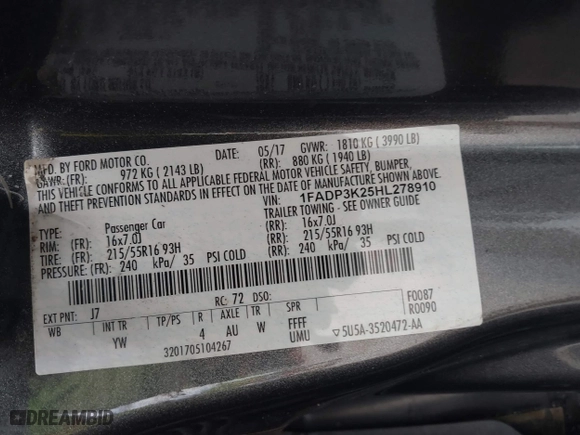 MFD. BY FORD MOTOR CO.
DATE: 05/17 GVWR: 1810 KG ( 3990 LB)
GAWR: (FR): 972 KG ( 2143 LB) (RR): 880 KG ( 1940 LB)
THIS VEHICLE CONFORMS TO ALL APPLICABLE FEDERAL MOTOR VEHICLE SAFETY, BUMPER,
AND THEFT PREVENTION STANDARDS IN EFFECT ON THE DATE OF MANUFACTURE SHOWN ABOVE.
VIN: 1FADP3K25HL278910
TYPE: Passenger Car TRAILER TOWING - SEE OWNER GUIDE
RIM: (FR): 16x7.0J (RR): 16x7.0J
TIRE: (FR): 215/55R16 93H (RR): 215/55R16 93H
PRESSURE: (FR): 240 kPa/ 35 PSI COLD (RR): 240 kPa/ 35 PSI COLD
EXT PNT: J7 RC: 72 DSO: F0087
WB INT TR TP/PS R AXLE TR SPR R0090
YW 4 AU W FFFF
UMU
3201705104267 ▽5U5A-3520472-AA
DREAMBID